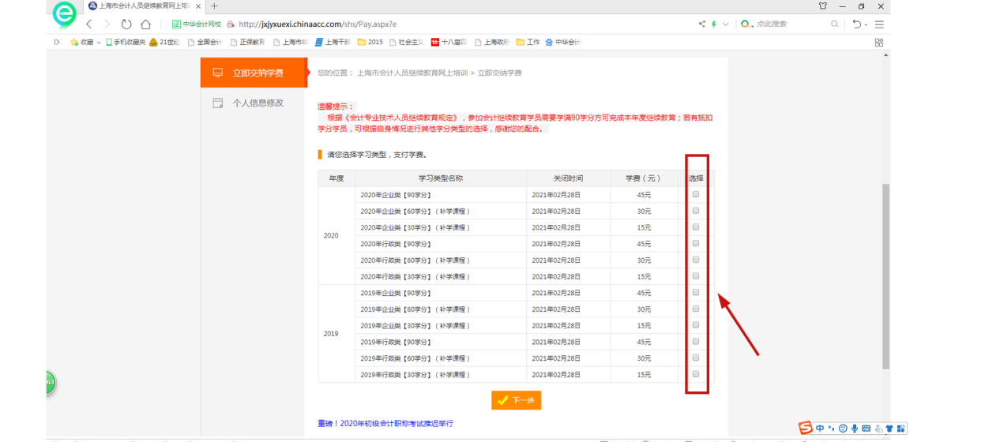 上海市会计人员继续教育网上培
证 中华会计网校 http://jxjyxuexi.chinaacc.com/shs/Pay.aspx?e 点此搜索
收藏 手机收藏夹 21世纪 全国会计 正保教育 上海市 上海干部 2015 社会主义 十八届四 上海政府 工作 中华会计
立即交纳学费
个人信息修改
您的位置： 上海市会计人员继续教育网上培训 > 立即交纳学费
温馨提示：
根据《会计专业技术人员继续教育规定》，参加会计继续教育学员需要学满90学分方可完成本年度继续教育；若有抵扣
学分学员，可根据自身情况进行其他学分类型的选择，感谢您的配合。
请您选择学习类型，支付学费。
年度 学习类型名称 关闭时间 学费（元） 选择
2020
2020年企业类【90学分】 2021年02月28日 45元
2020年企业类【60学分】（补学课程） 2021年02月28日 30元
2020年企业类【30学分】（补学课程） 2021年02月28日 15元
2020年行政类【90学分】 2021年02月28日 45元
2020年行政类【60学分】（补学课程） 2021年02月28日 30元
2020年行政类【30学分】（补学课程） 2021年02月28日 15元
2019
2019年企业类【90学分】 2021年02月28日 45元
2019年企业类【60学分】（补学课程） 2021年02月28日 30元
2019年企业类【30学分】（补学课程） 2021年02月28日 15元
2019年行政类【90学分】 2021年02月28日 45元
2019年行政类【60学分】（补学课程） 2021年02月28日 30元
2019年行政类【30学分】（补学课程） 2021年02月28日 15元
下一步
重磅！2020年初级会计职称考试推迟举行
63
中